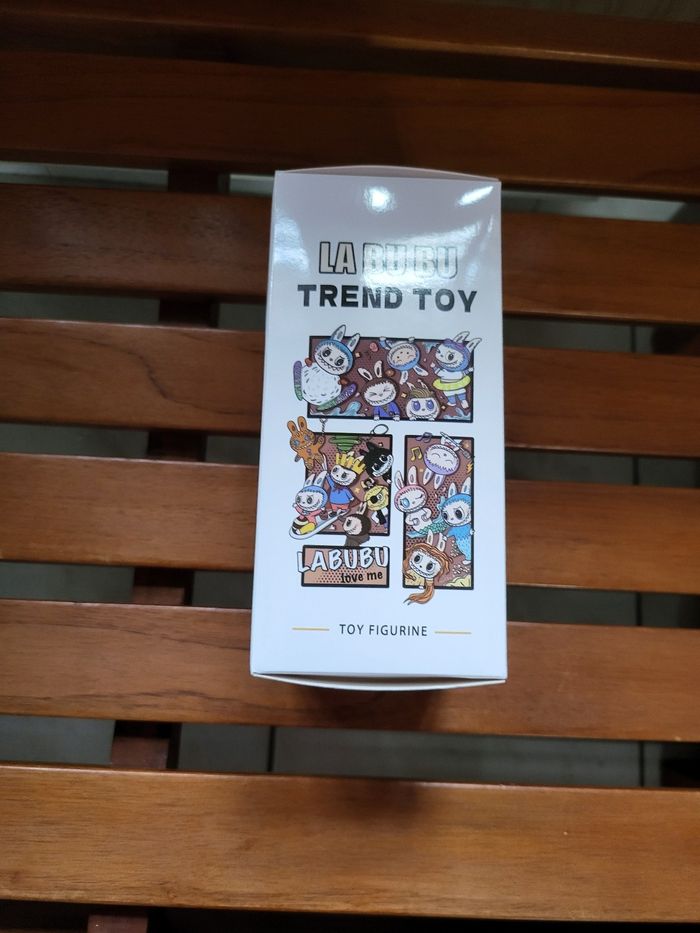 LA BU BU
TREND TOY
LABUBU
love me
TOY FIGURINE